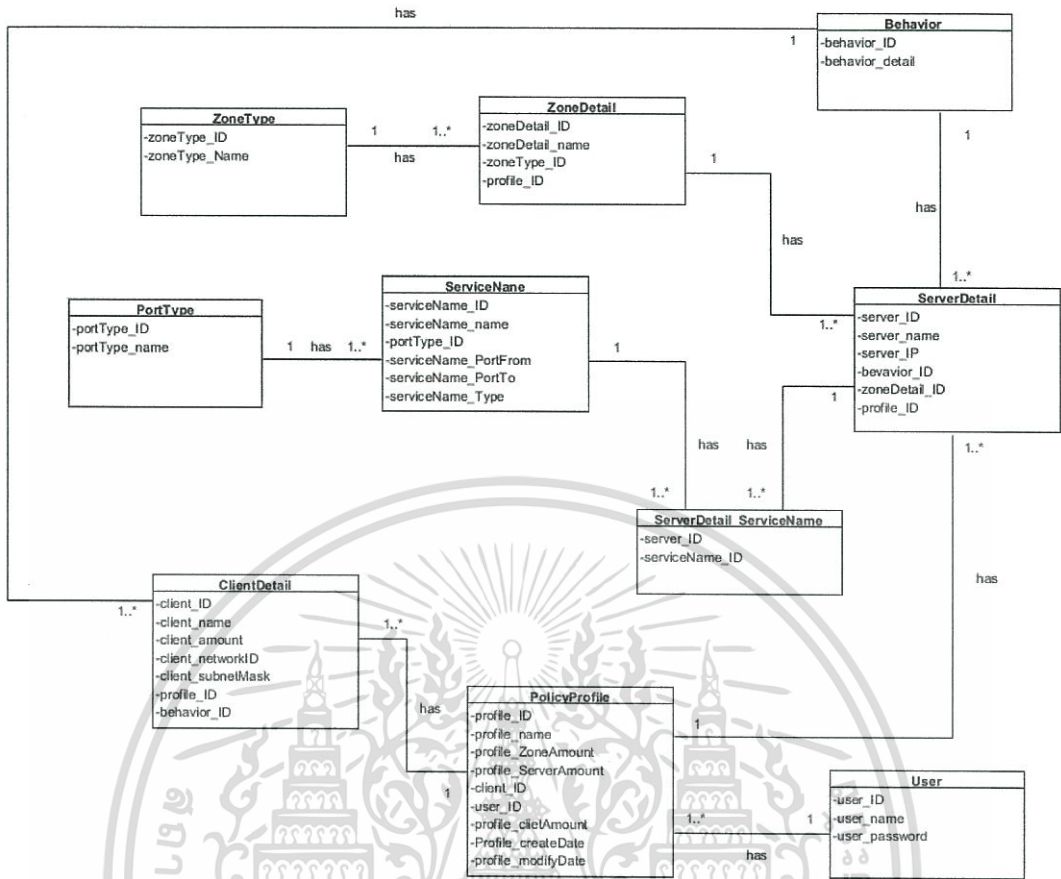 has
Behavior
-behavior_ID
-behavior_detail
1
ZoneType
-zoneType_ID
-zoneType_Name
1
1..*
has
ZoneDetail
-zoneDetail_ID
-zoneDetail_name
-zoneType_ID
-profile_ID
1
has
1..*
1
has
1..*
PortType
-portType_ID
-portType_name
1 has 1..*
ServiceNane
-serviceName_ID
-serviceName_name
-portType_ID
-serviceName_PortFrom
-serviceName_PortTo
-serviceName_Type
1
ServerDetail
-server_ID
-server_name
-server_IP
-bevavior_ID
-zoneDetail_ID
-profile_ID
1
1..*
has
has
1..*
1..*
ServerDetail_ServiceName
-server_ID
-serviceName_ID
has
1..*
ClientDetail
-client_ID
-client_name
-client_amount
-client_networkID
-client_subnetMask
-profile_ID
-behavior_ID
1..*
has
1
PolicyProfile
-profile_ID
-profile_name
-profile_ZoneAmount
-profile_ServerAmount
-client_ID
-user_ID
-profile_clietAmount
-Profile_createDate
-profile_modifyDate
1
1..*
1
has
User
-user_ID
-user_name
-user_password